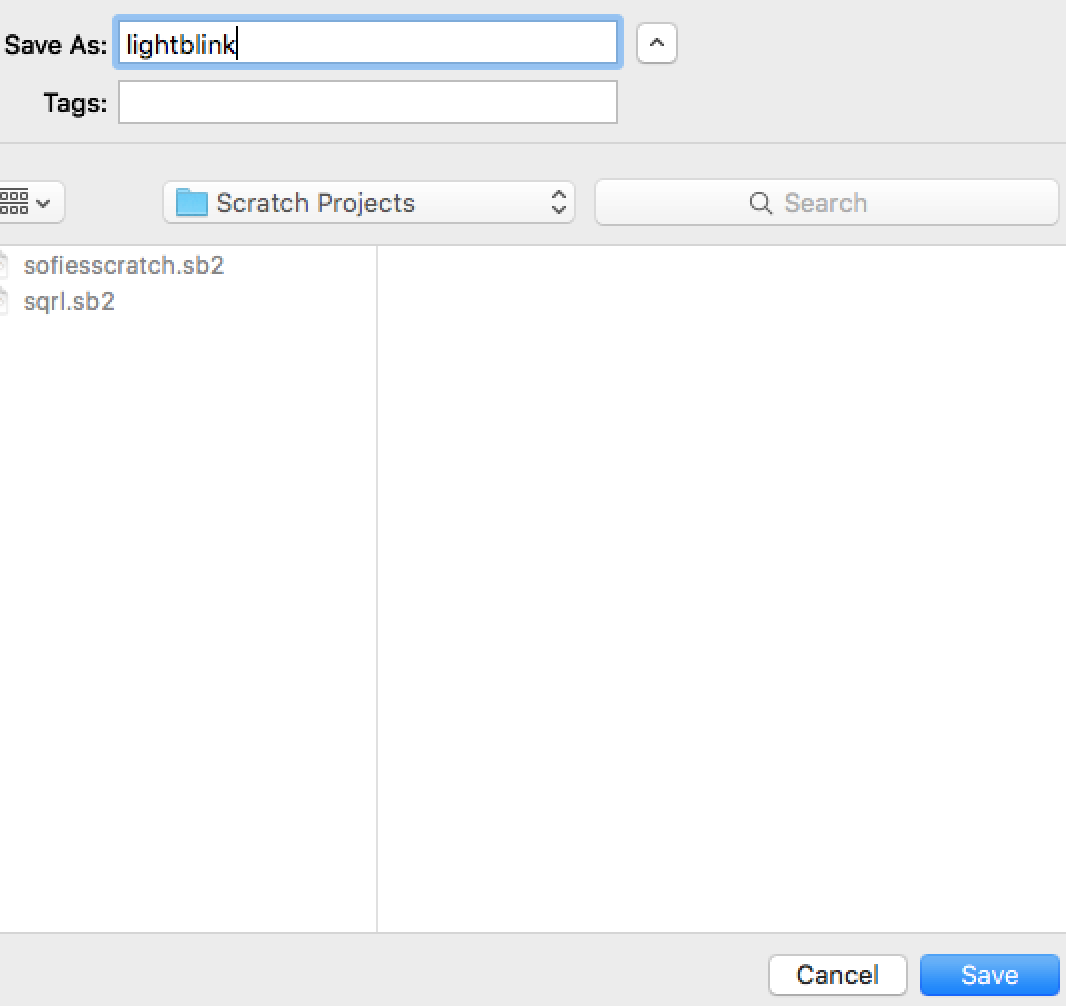 Save As: lightblink
Tags:
Scratch Projects
Search
sofiesscratch.sb2
sqrl.sb2
Cancel
Save